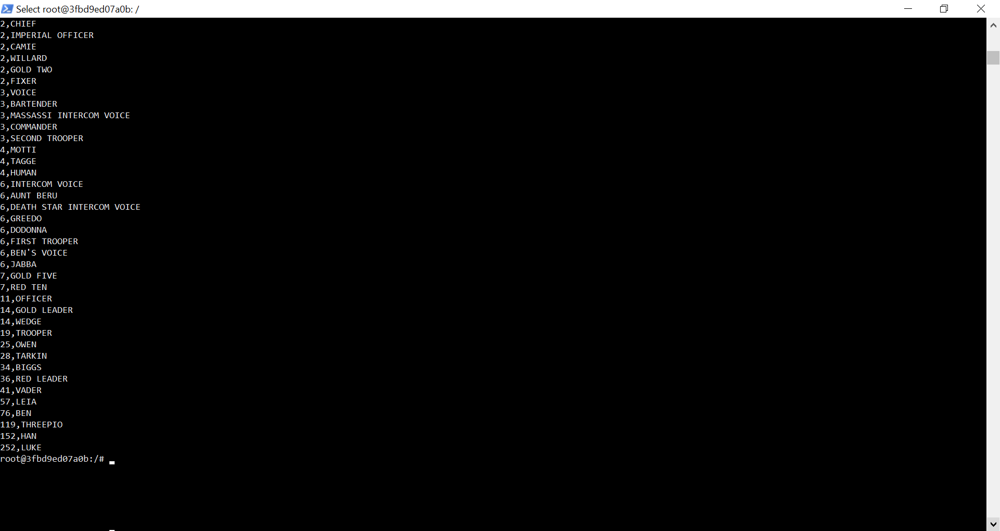 Select root@3fbd9ed07a0b: /
2,CHIEF
2,IMPERIAL OFFICER
2,CAMIE
2,WILLARD
2,GOLD TWO
2,FIXER
3,VOICE
3,BARTENDER
3,MASSASSI INTERCOM VOICE
3,COMMANDER
3,SECOND TROOPER
4,MOTTI
4,TAGGE
4,HUMAN
6,INTERCOM VOICE
6,AUNT BERU
6,DEATH STAR INTERCOM VOICE
6,GREEDO
6,DODONNA
6,FIRST TROOPER
6,BEN'S VOICE
6,JABBA
7,GOLD FIVE
7,RED TEN
11,OFFICER
14,GOLD LEADER
14,WEDGE
19,TROOPER
25,OWEN
28,TARKIN
34,BIGGS
36,RED LEADER
41,VADER
57,LEIA
76,BEN
119,THREEPIO
152,HAN
252,LUKE
root@3fbd9ed07a0b:/#